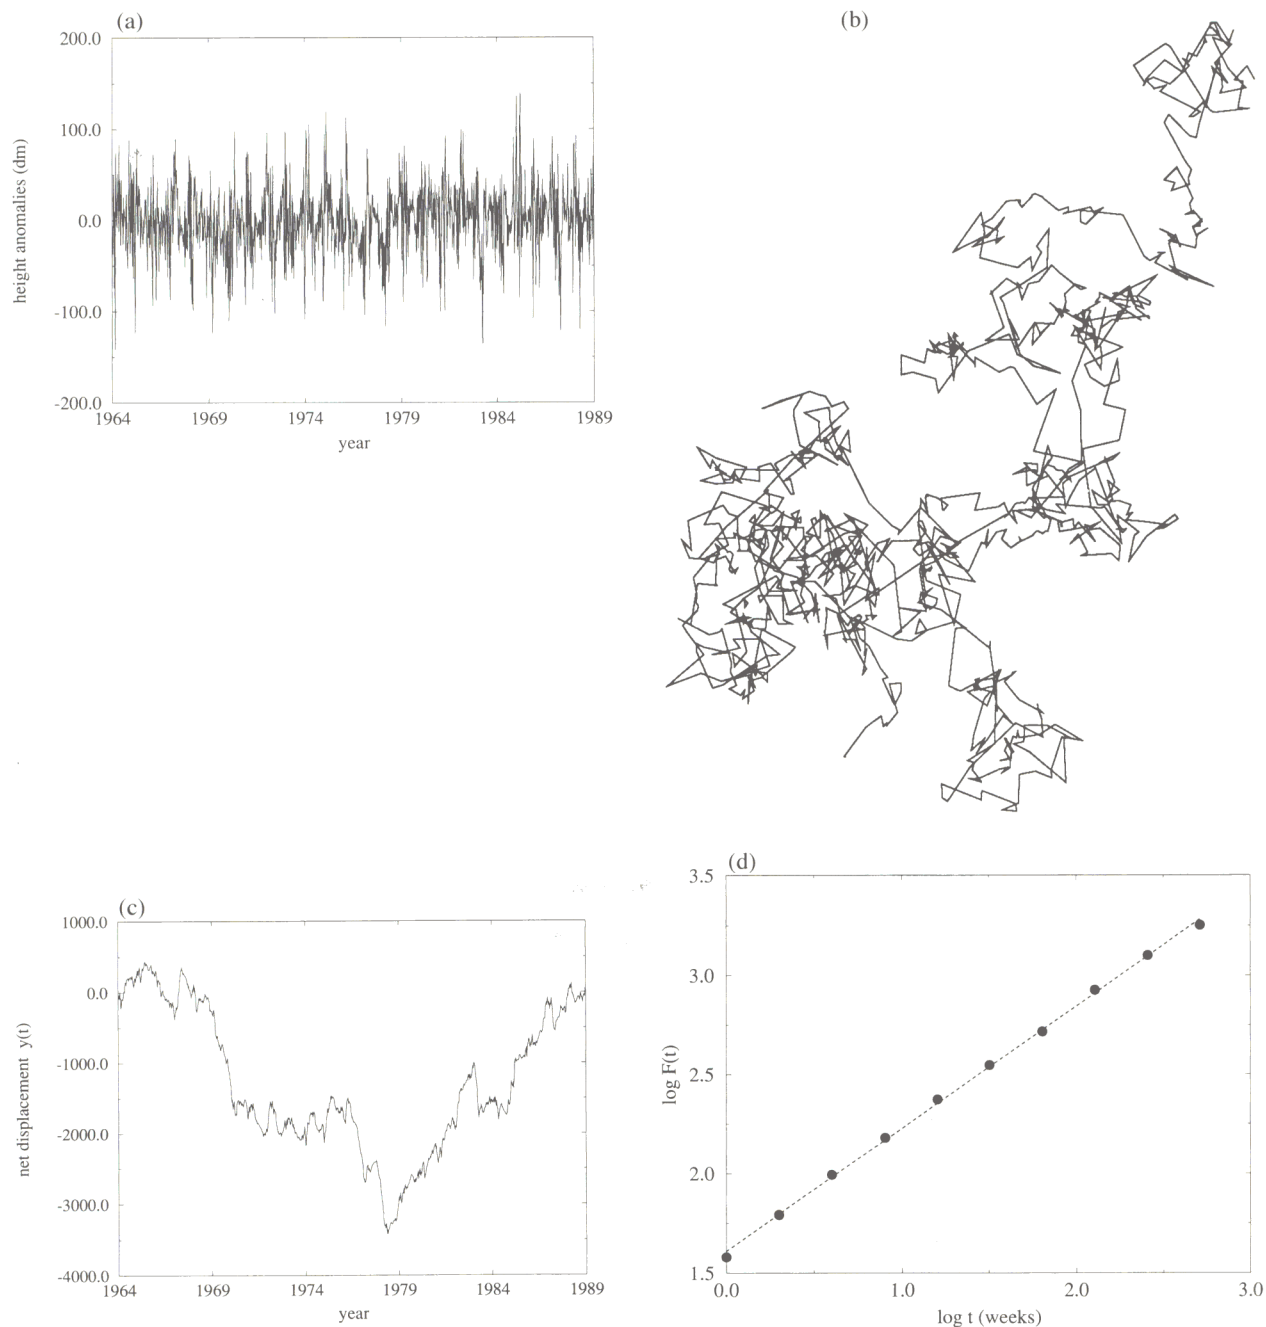 (a)
200.0
100.0
0.0
-100.0
-200.0
height anomalies (dm)
1964 1969 1974 1979 1984 1989
year
(b)
(c)
1000.0
0.0
-1000.0
-2000.0
-3000.0
-4000.0
net displacement y(t)
1964 1969 1974 1979 1984 1989
year
(d)
3.5
3.0
2.5
2.0
1.5
log F(t)
0.0 1.0 2.0 3.0
log t (weeks)